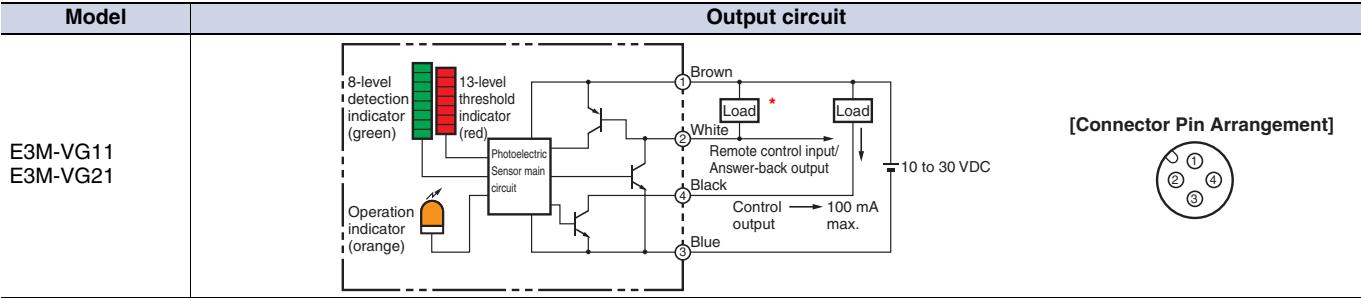 Model
Output circuit
E3M-VG11
E3M-VG21
8-level
detection
indicator
(green)
13-level
threshold
indicator
(red)
Photoelectric
Sensor main
circuit
Operation
indicator
(orange)
1
Brown
Load
*
Load
2
White
Remote control input/
Answer-back output
10 to 30 VDC
4
Black
Control
output
100 mA
max.
3
Blue
[Connector Pin Arrangement]
1
2
4
3